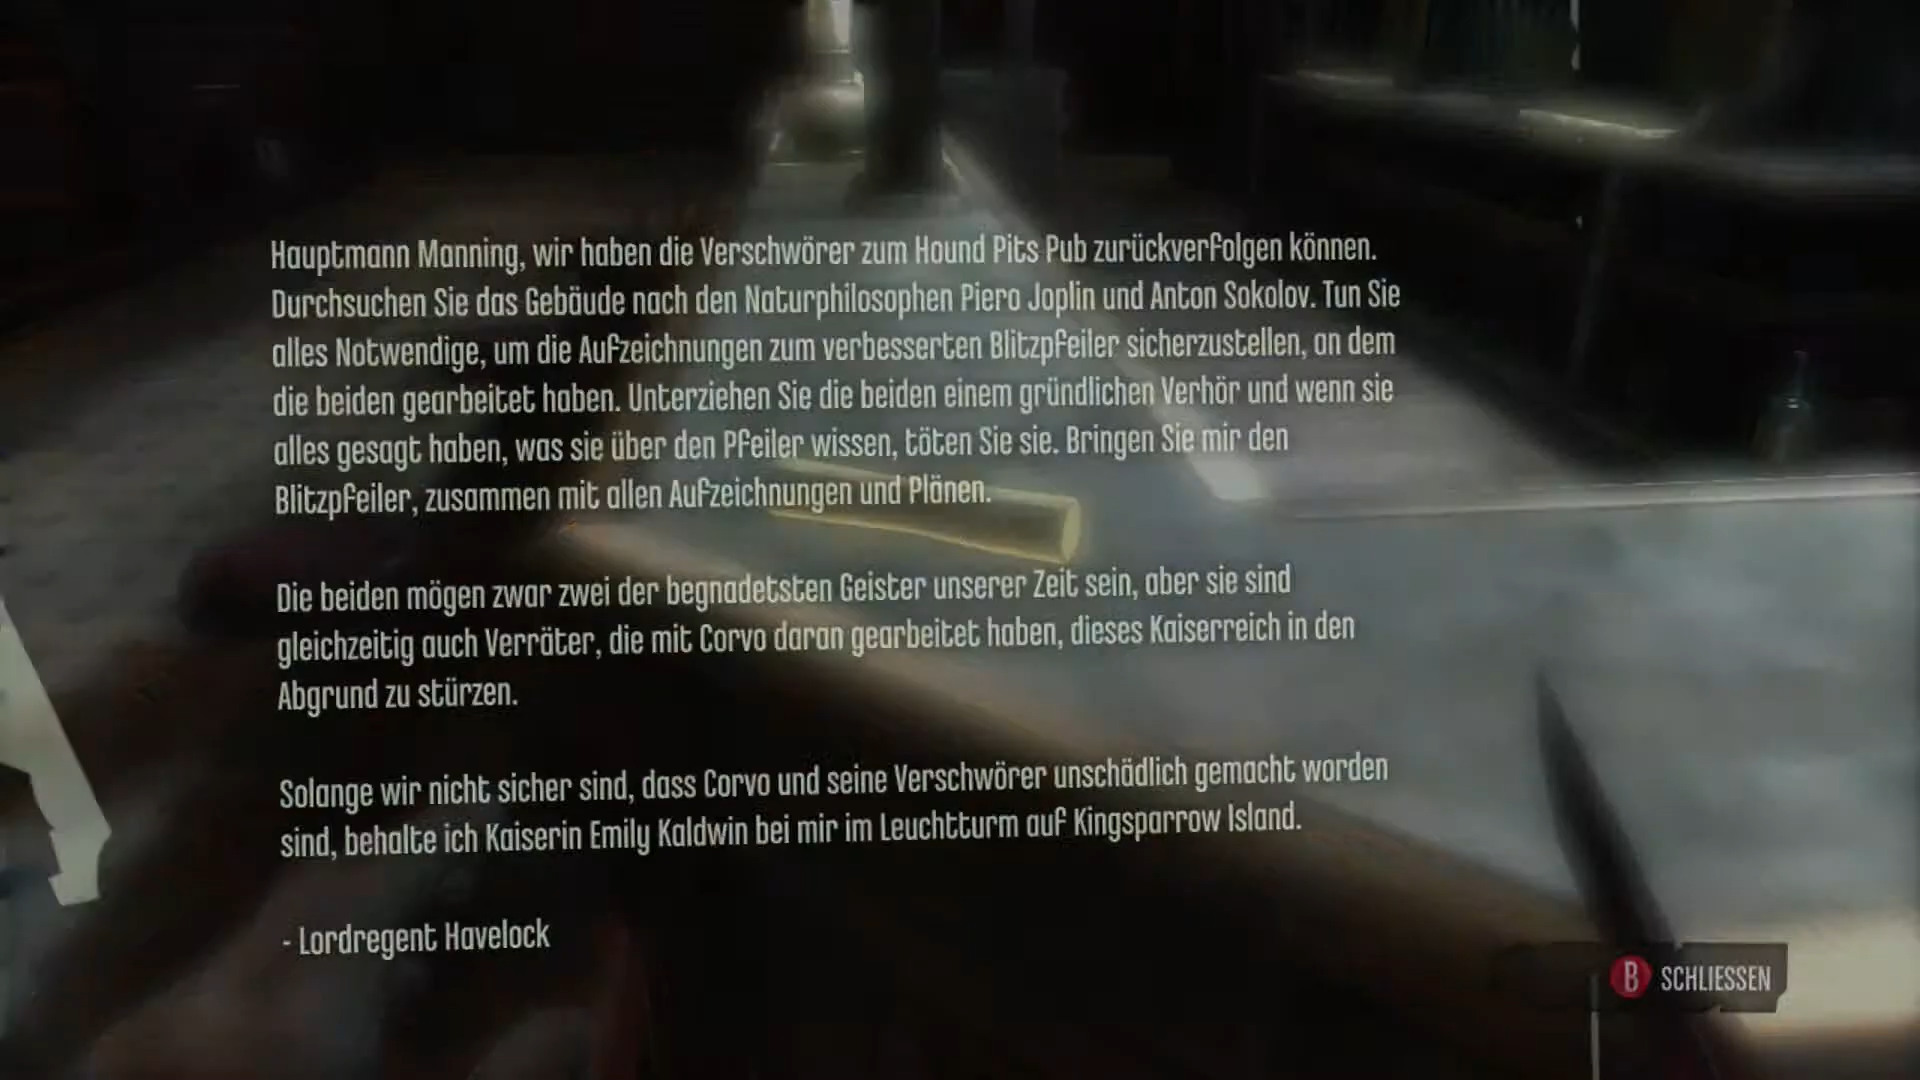 Hauptmann Manning, wir haben die Verschwörer zum Hound Pits Pub zurückverfolgen können.
Durchsuchen Sie das Gebäude nach den Naturphilosophen Piero Joplin und Anton Sokolov. Tun Sie
alles Notwendige, um die Aufzeichnungen zum verbesserten Blitzpfeiler sicherzustellen, an dem
die beiden gearbeitet haben. Unterziehen Sie die beiden einem gründlichen Verhör und wenn sie
alles gesagt haben, was sie über den Pfeiler wissen, töten Sie sie. Bringen Sie mir den
Blitzpfeiler, zusammen mit allen Aufzeichnungen und Plänen.
Die beiden mögen zwar zwei der begnadetsten Geister unserer Zeit sein, aber sie sind
gleichzeitig auch Verräter, die mit Corvo daran gearbeitet haben, dieses Kaiserreich in den
Abgrund zu stürzen.
Solange wir nicht sicher sind, dass Corvo und seine Verschwörer unschädlich gemacht worden
sind, behalte ich Kaiserin Emily Kaldwin bei mir im Leuchtturm auf Kingsparrow Island.
- Lordregent Havelock
B SCHLIESSEN